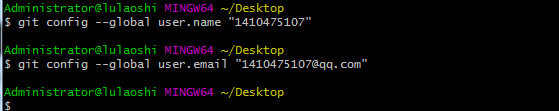 Administrator@lulaoshi MINGW64 ~/Desktop
$ git config --global user.name "1410475107"
Administrator@lulaoshi MINGW64 ~/Desktop
$ git config --global user.email "1410475107@qq.com"
Administrator@lulaoshi MINGW64 ~/Desktop
$